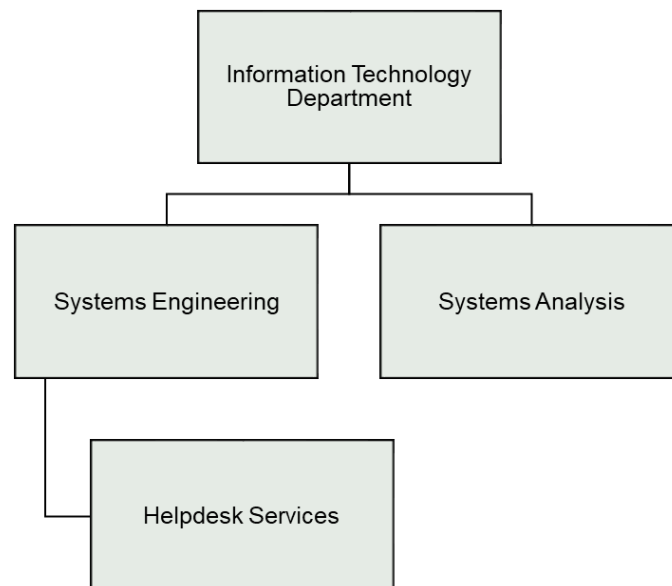 Information Technology
Department
Systems Engineering
Systems Analysis
Helpdesk Services